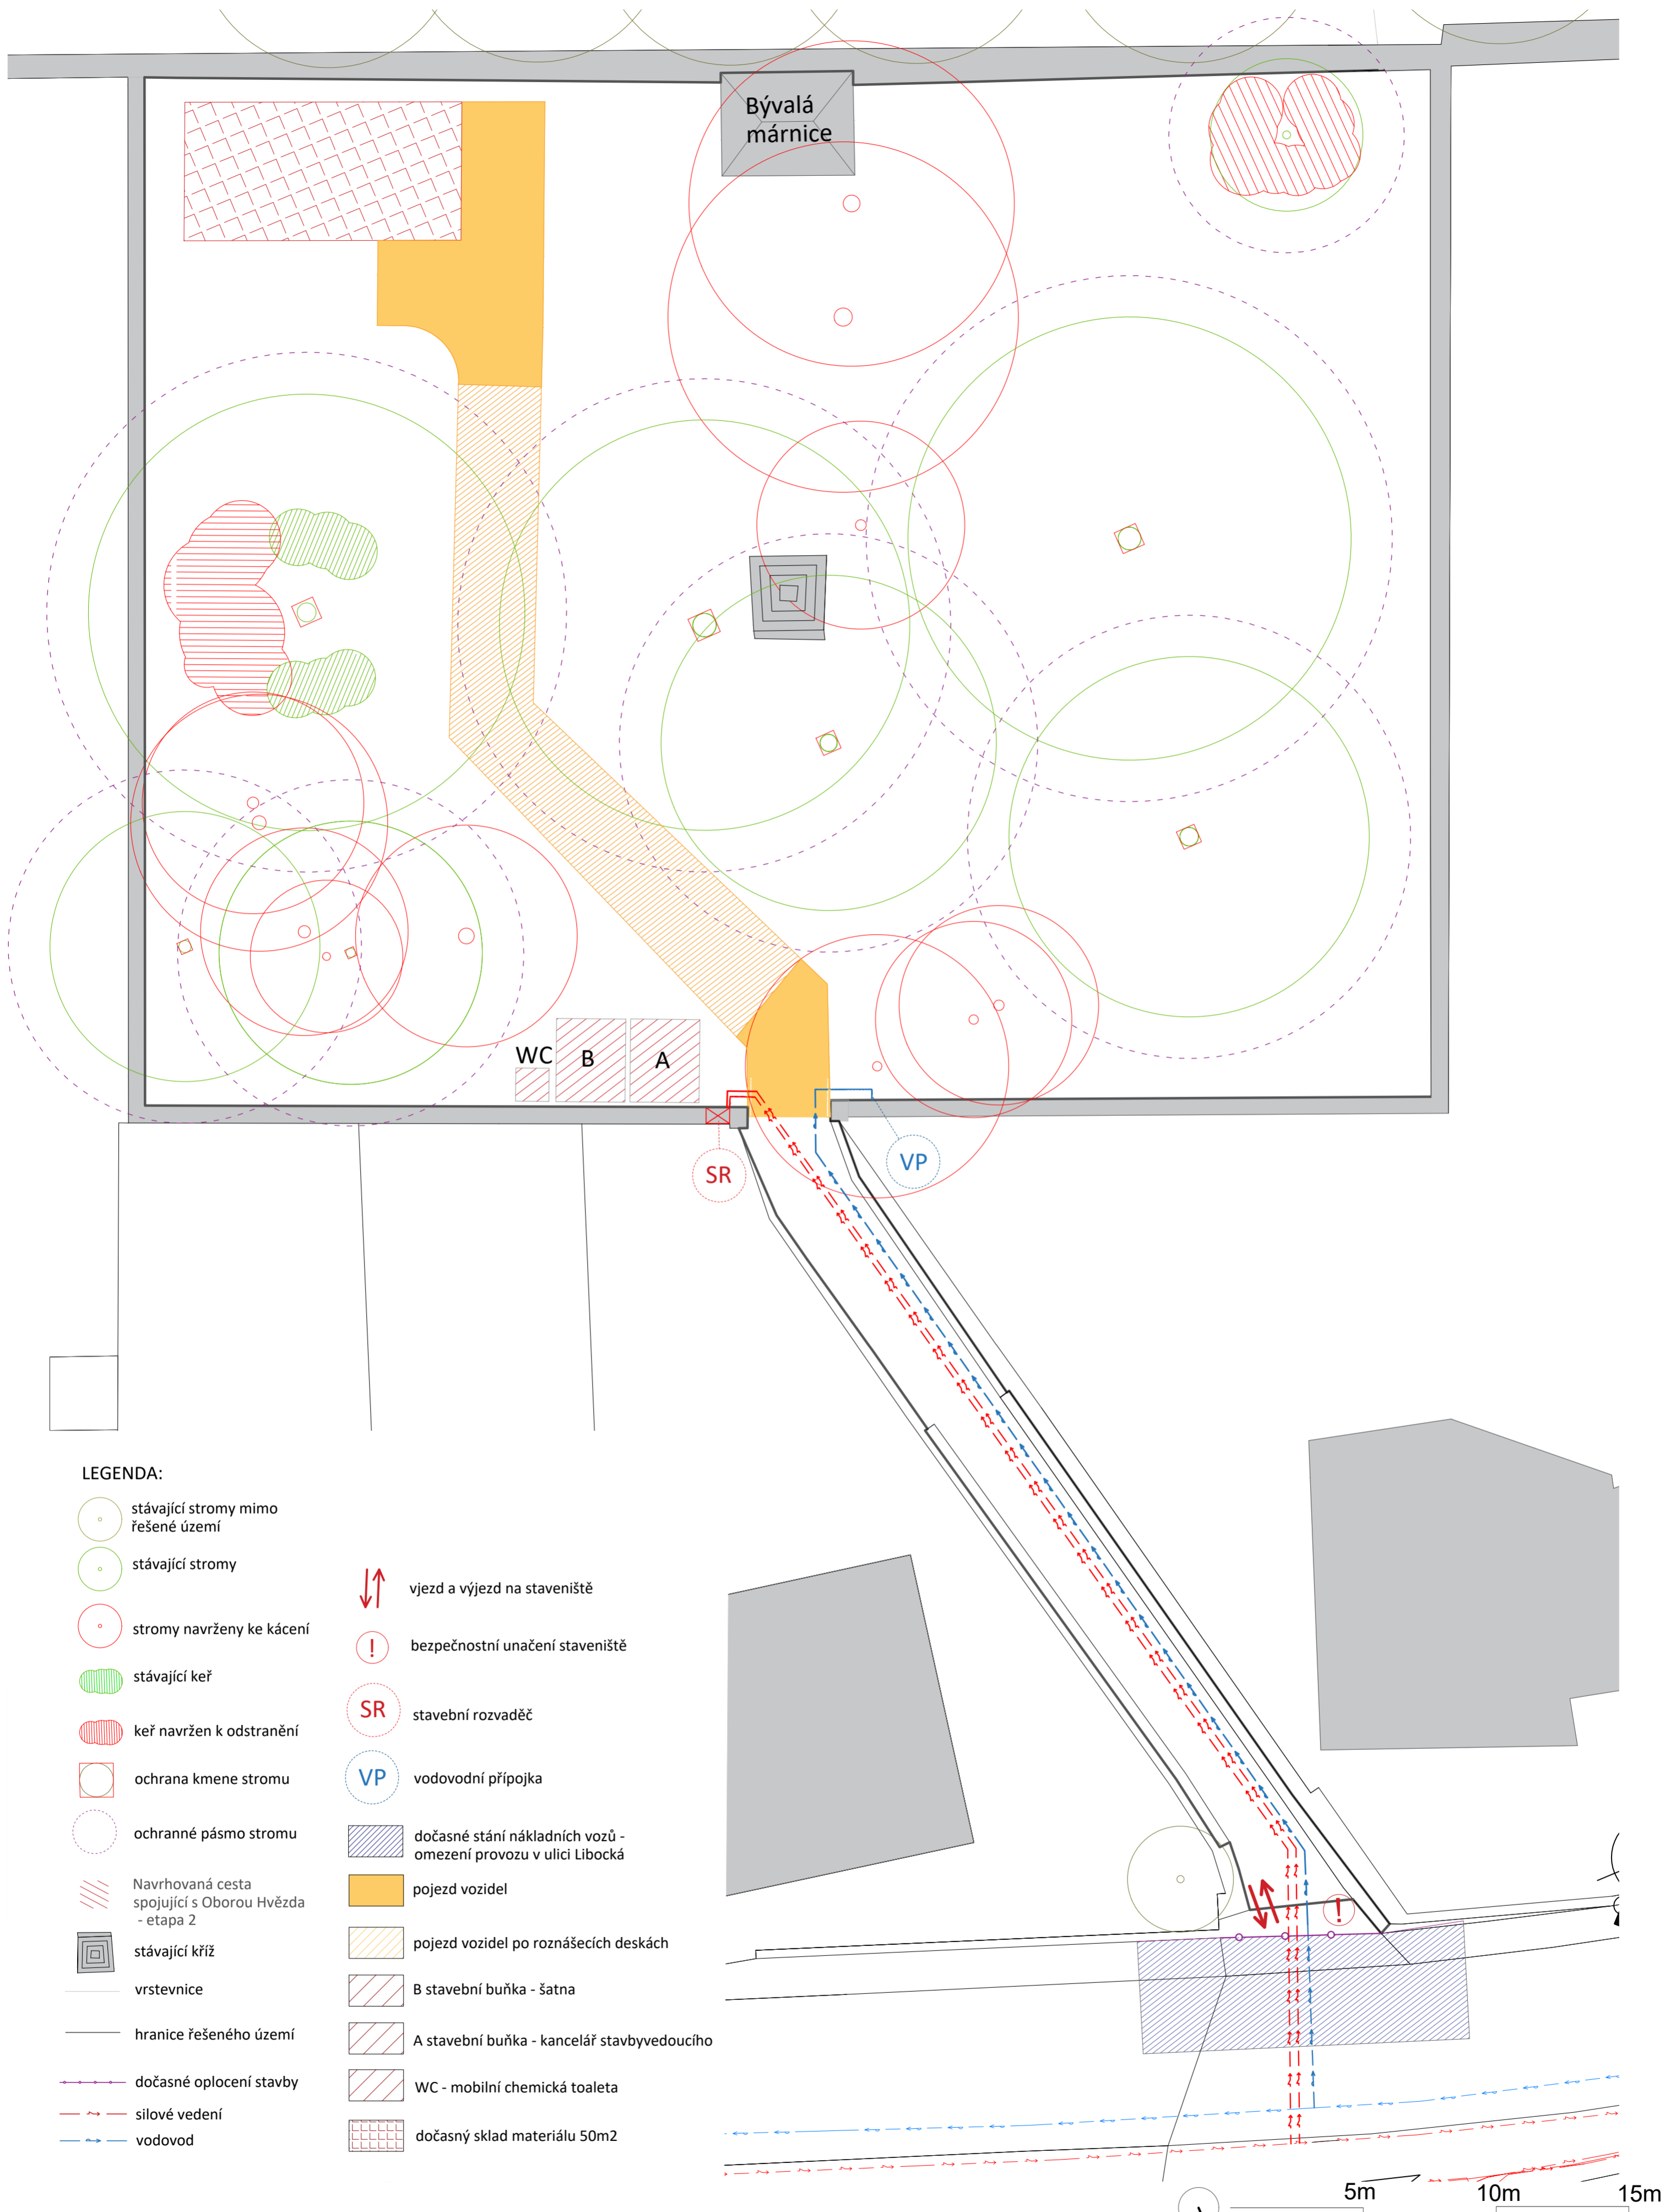 Bývalá
márnice
WC
B
A
SR
VP
LEGENDA:
stávající stromy mimo
řešené území
stávající stromy
stromy navrženy ke kácení
stávající keř
keř navržen k odstranění
ochrana kmene stromu
ochranné pásmo stromu
Navrhovaná cesta
spojující s Oborou Hvězda
- etapa 2
stávající kříž
vrstevnice
hranice řešeného území
dočasné oplocení stavby
silové vedení
vodovod
vjezd a výjezd na staveniště
!
bezpečnostní unačení staveniště
SR
stavební rozvaděč
VP
vodovodní přípojka
dočasné stání nákladních vozů -
omezení provozu v ulici Libocká
pojezd vozidel
pojezd vozidel po roznášecích deskách
B stavební buňka - šatna
A stavební buňka - kancelář stavbyvedoucího
WC - mobilní chemická toaleta
dočasný sklad materiálu 50m2
!
5m
10m
15m